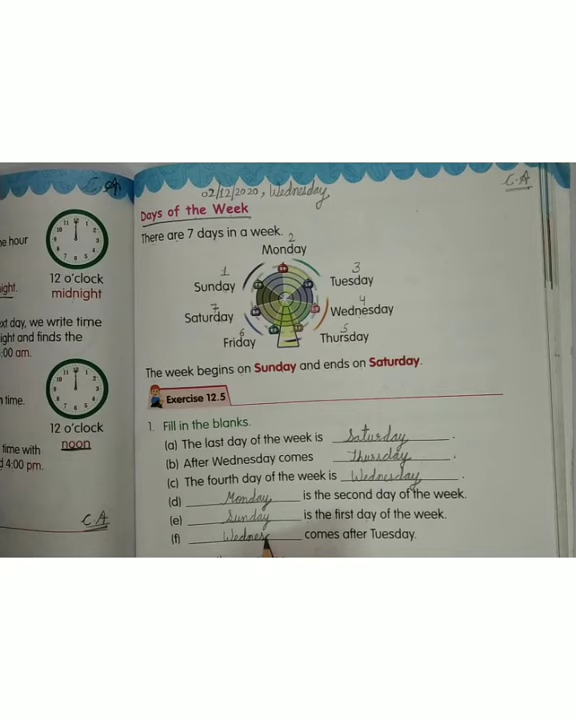 C.A
e hour
12 o'clock
midnight
ight.
ext day, we write time
ight and finds the
:00 am.
n time.
12 o'clock
noon
time with
d 4:00 pm.
C.A
02/12/2020, Wednesday
C.A
Days of the Week
There are 7 days in a week.
2
Monday
1
Sunday
3
Tuesday
7
Saturday
4
Wednesday
6
Friday
5
Thursday
The week begins on Sunday and ends on Saturday.
Exercise 12.5
1. Fill in the blanks.
(a) The last day of the week is Saturday.
(b) After Wednesday comes Thursday.
(c) The fourth day of the week is Wednesday.
(d) Monday is the second day of the week.
(e) Sunday is the first day of the week.
(f) Wednes comes after Tuesday.